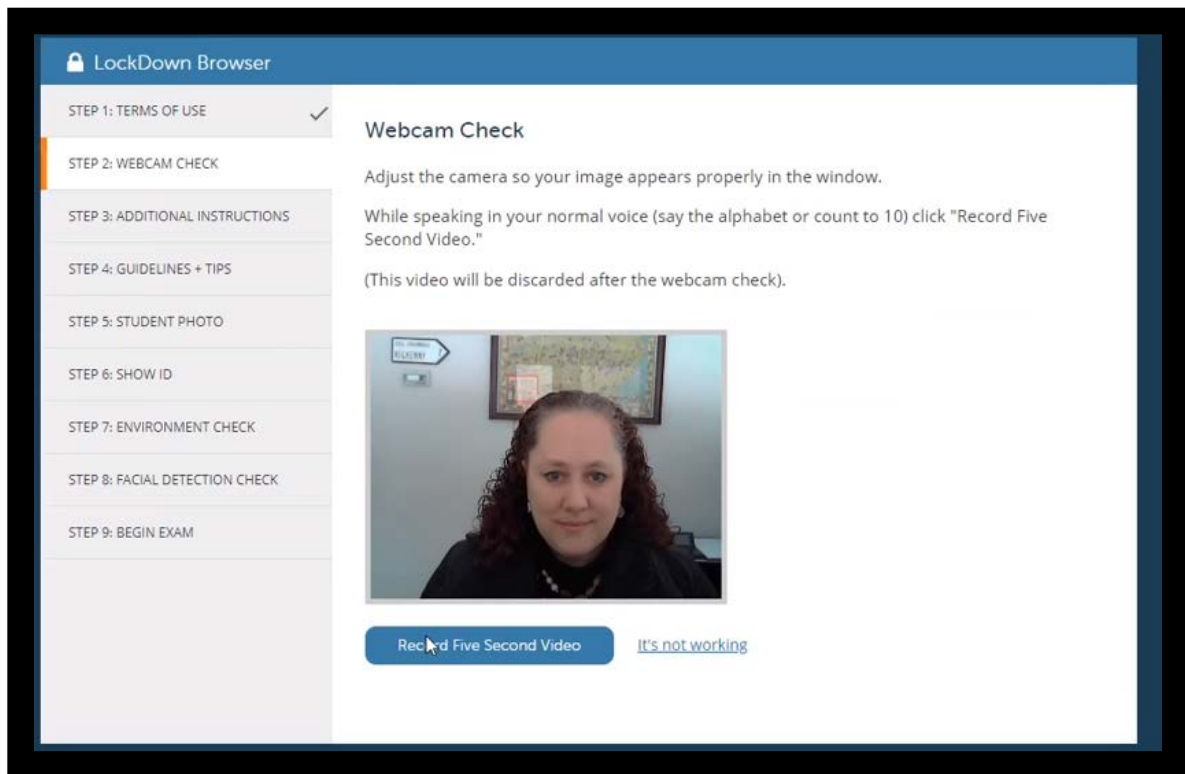 LockDown Browser
STEP 1: TERMS OF USE
STEP 2: WEBCAM CHECK
STEP 3: ADDITIONAL INSTRUCTIONS
STEP 4: GUIDELINES + TIPS
STEP 5: STUDENT PHOTO
STEP 6: SHOW ID
STEP 7: ENVIRONMENT CHECK
STEP 8: FACIAL DETECTION CHECK
STEP 9: BEGIN EXAM
Webcam Check
Adjust the camera so your image appears properly in the window.
While speaking in your normal voice (say the alphabet or count to 10) click "Record Five
Second Video."
(This video will be discarded after the webcam check).
KILKENNY 7
Record Five Second Video
It's not working